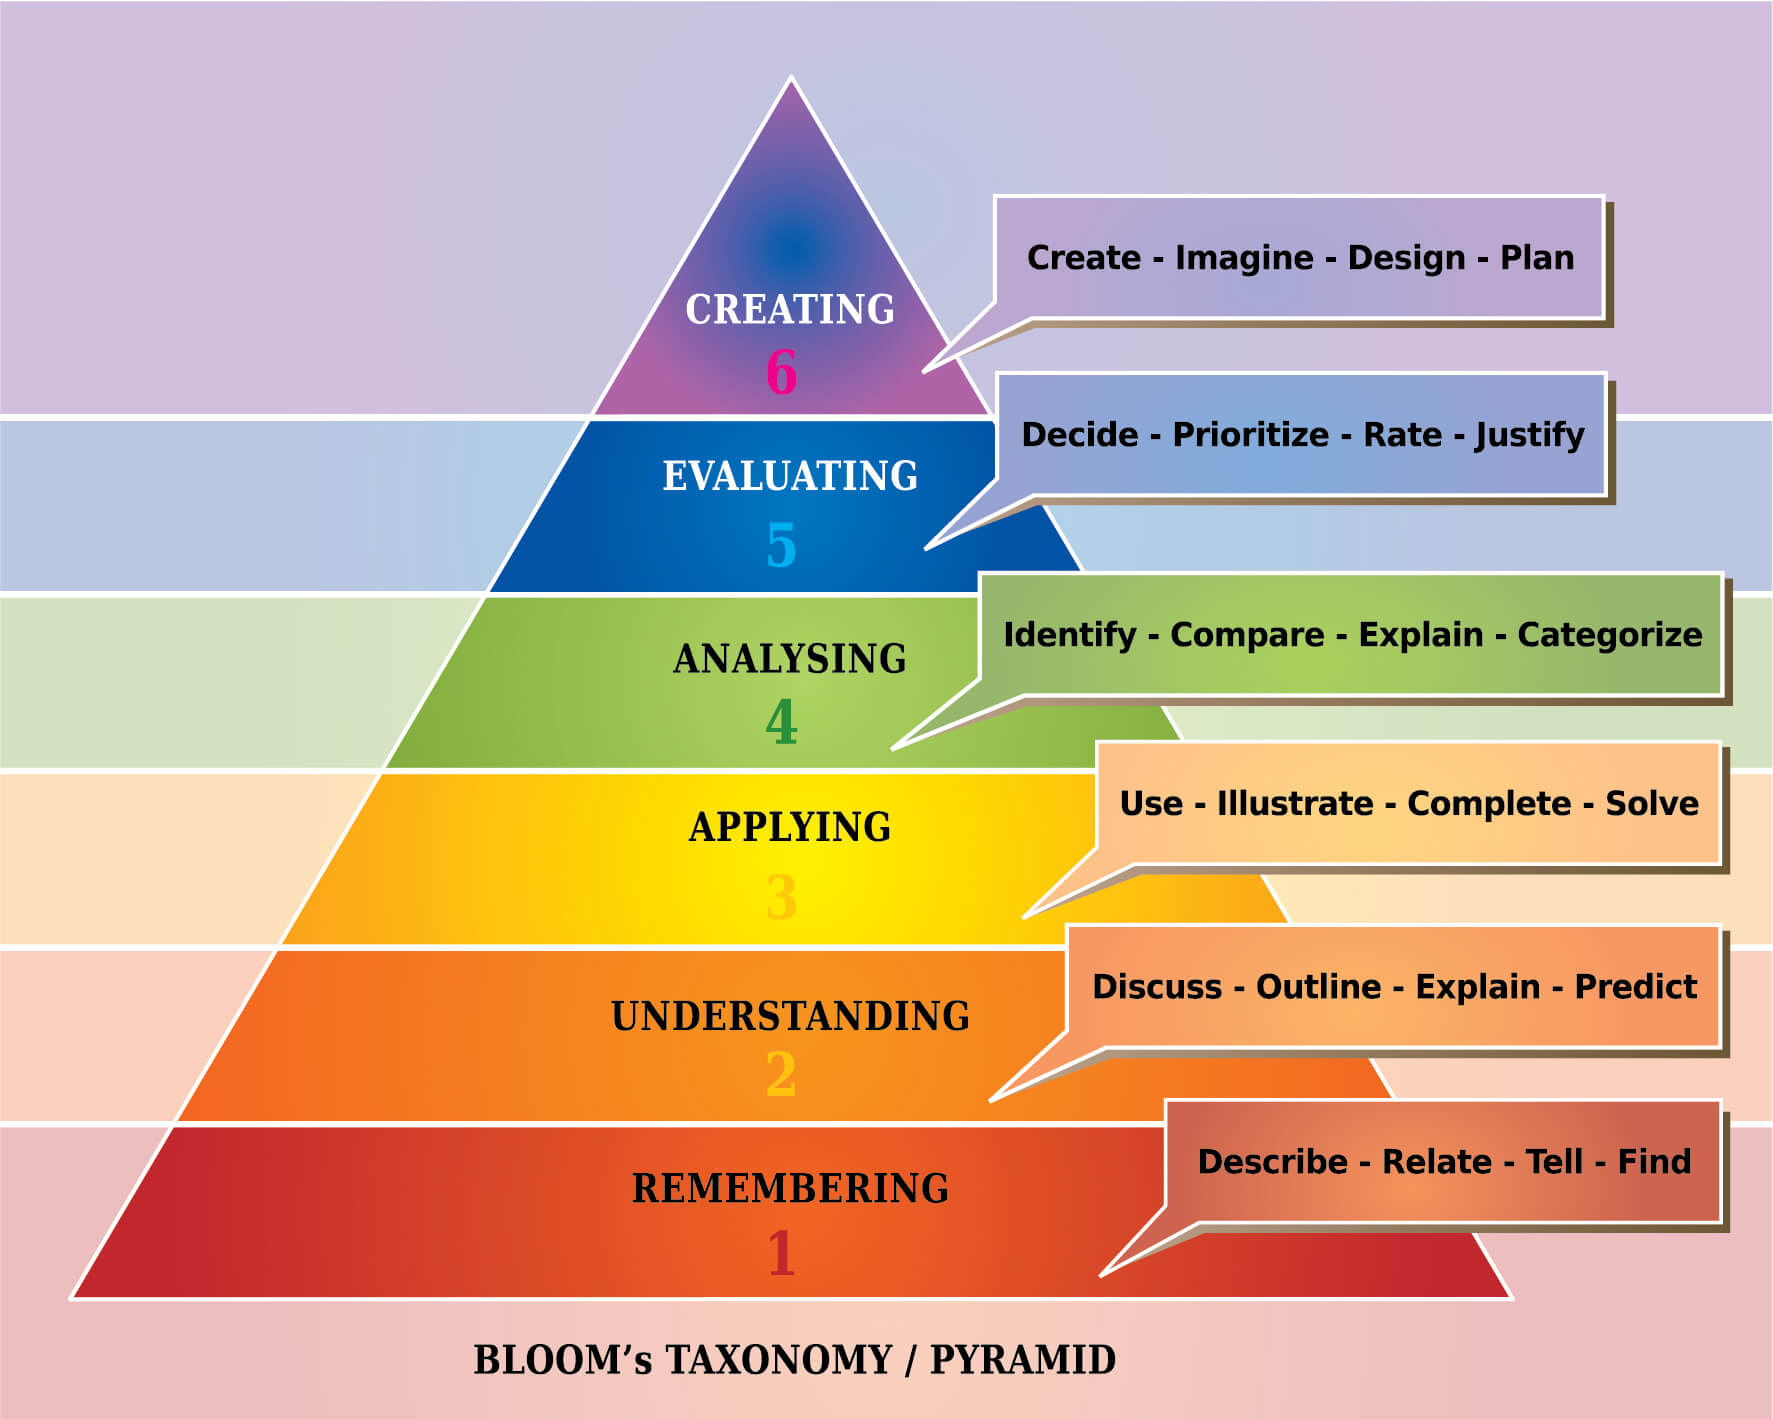 Create - Imagine - Design - Plan
CREATING
6
Decide - Prioritize - Rate - Justify
EVALUATING
5
Identify - Compare - Explain - Categorize
ANALYSING
4
Use - Illustrate - Complete - Solve
APPLYING
3
Discuss - Outline - Explain - Predict
UNDERSTANDING
2
Describe - Relate - Tell - Find
REMEMBERING
1
BLOOM’s TAXONOMY / PYRAMID